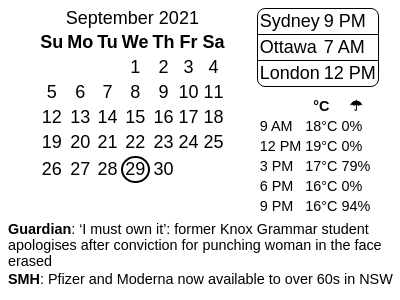 September 2021
Su Mo Tu We Th Fr Sa
1 2 3 4
5 6 7 8 9 10 11
12 13 14 15 16 17 18
19 20 21 22 23 24 25
26 27 28 29 30
Sydney 9 PM
Ottawa 7 AM
London 12 PM
°C ☂
9 AM 18°C 0%
12 PM 19°C 0%
3 PM 17°C 79%
6 PM 16°C 0%
9 PM 16°C 94%
Guardian: ‘I must own it’: former Knox Grammar student
apologises after conviction for punching woman in the face
erased
SMH: Pfizer and Moderna now available to over 60s in NSW